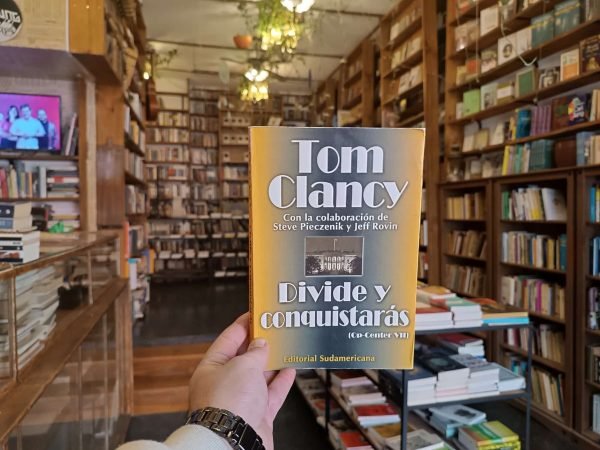 Tom
Clancy
Con la colaboración de
Steve Pieczenik y Jeff Rovin
Divide y
conquistarás
(Op-Center VII)
Editorial Sudamericana